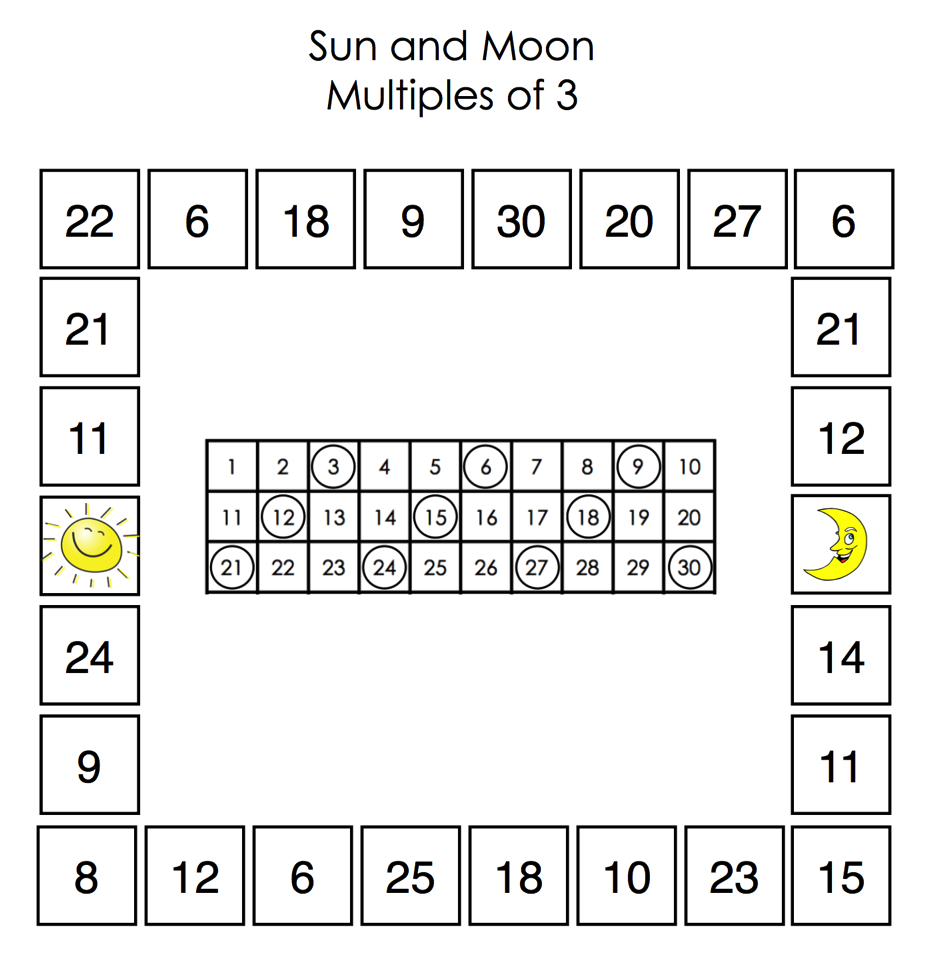 Sun and Moon
Multiples of 3
22 6 18 9 30 20 27 6
21 21
11 12
1 2 3 4 5 6 7 8 9 10
11 12 13 14 15 16 17 18 19 20
21 22 23 24 25 26 27 28 29 30
24 14
9 11
8 12 6 25 18 10 23 15